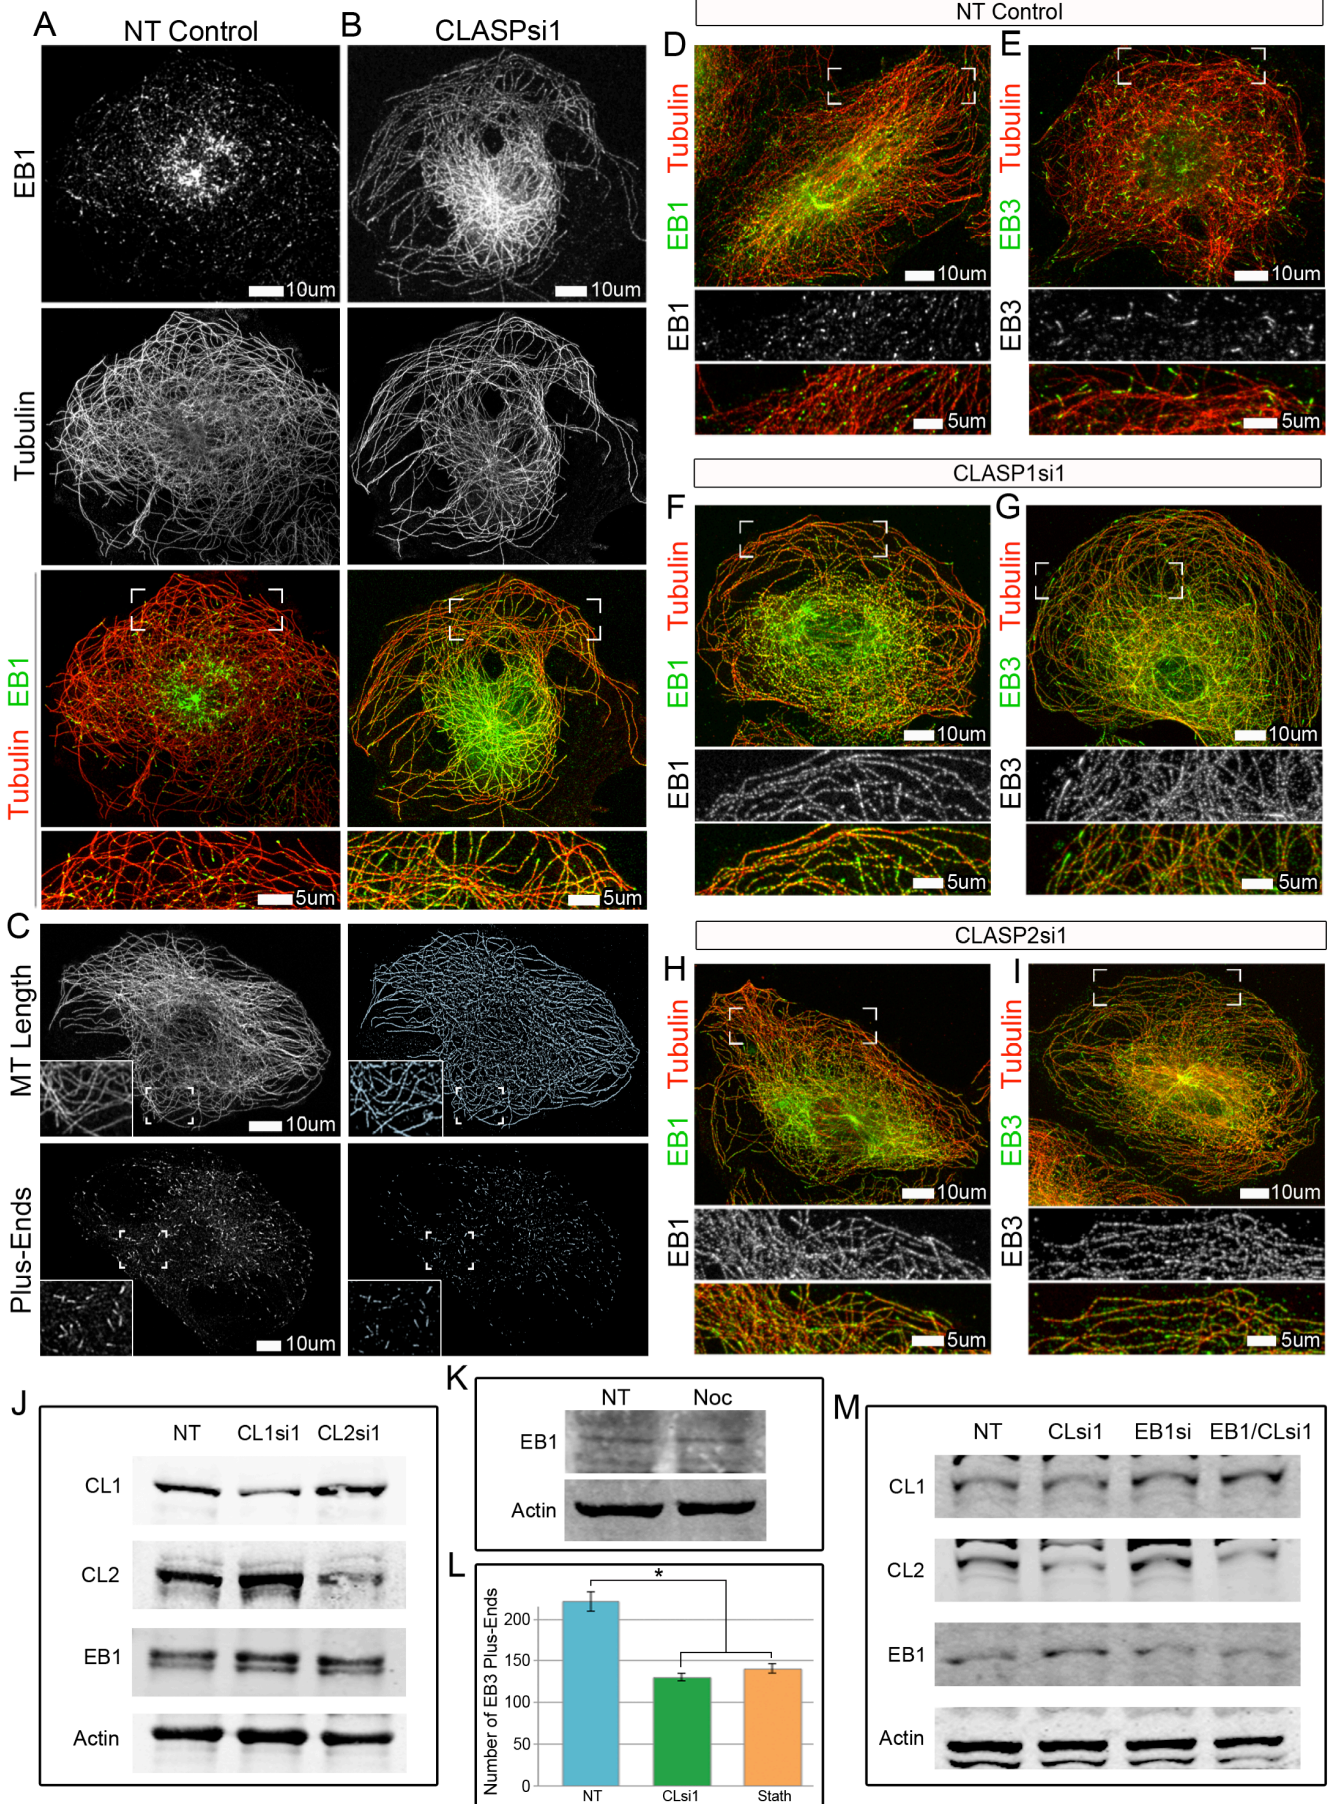 A
NT Control
B
CLASPsi1
EB1
10um
10um
Tubulin
Tubulin EB1
5um
5um
C
MT Length
10um
Plus-Ends
10um
NT Control
D
E
EB1 Tubulin
EB3 Tubulin
10um
10um
EB1
EB3
5um
5um
CLASP1si1
F
G
EB1 Tubulin
EB3 Tubulin
10um
10um
EB1
EB3
5um
5um
CLASP2si1
H
I
EB1 Tubulin
EB3 Tubulin
10um
10um
EB1
EB3
5um
5um
J
NT CL1si1 CL2si1
CL1
CL2
EB1
Actin
K
NT Noc
EB1
Actin
L
Number of EB3 Plus-Ends
*
200
150
100
50
0
NT CLsi1 Stath
M
NT CLsi1 EB1si EB1/CLsi1
CL1
CL2
EB1
Actin